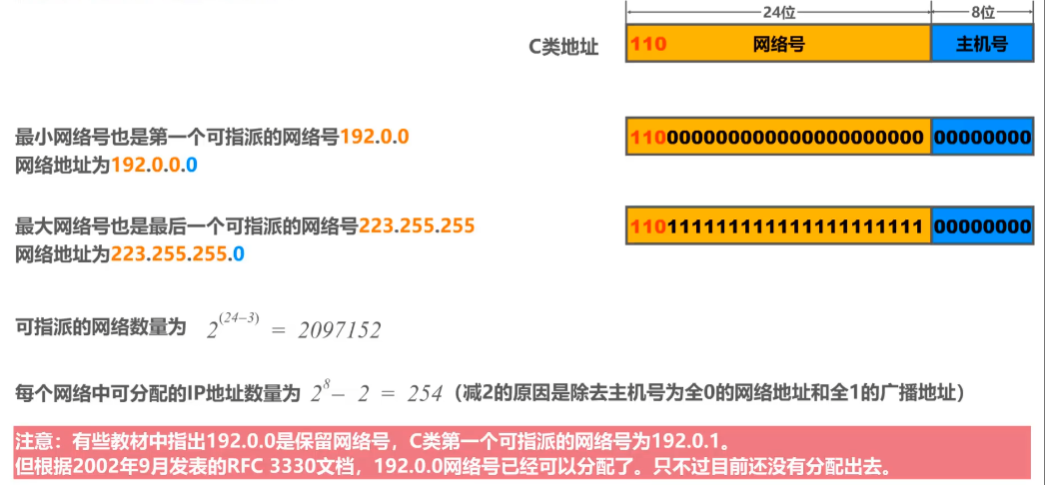 24位 8位
C类地址 110 网络号 主机号
最小网络号也是第一个可指派的网络号192.0.0
网络地址为192.0.0.0
110000000000000000000000 00000000
最大网络号也是最后一个可指派的网络号223.255.255
网络地址为223.255.255.0
110111111111111111111111 00000000
可指派的网络数量为 2^(24-3) = 2097152
每个网络中可分配的IP地址数量为 2^8 - 2 = 254（减2的原因是除去主机号为全0的网络地址和全1的广播地址）
注意：有些教材中指出192.0.0是保留网络号，C类第一个可指派的网络号为192.0.1。
但根据2002年9月发表的RFC 3330文档，192.0.0网络号已经可以分配了。只不过目前还没有分配出去。